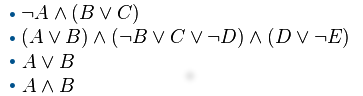 • ¬A ∧ (B ∨ C)
• (A ∨ B) ∧ (¬B ∨ C ∨ ¬D) ∧ (D ∨ ¬E)
• A ∨ B
• A ∧ B